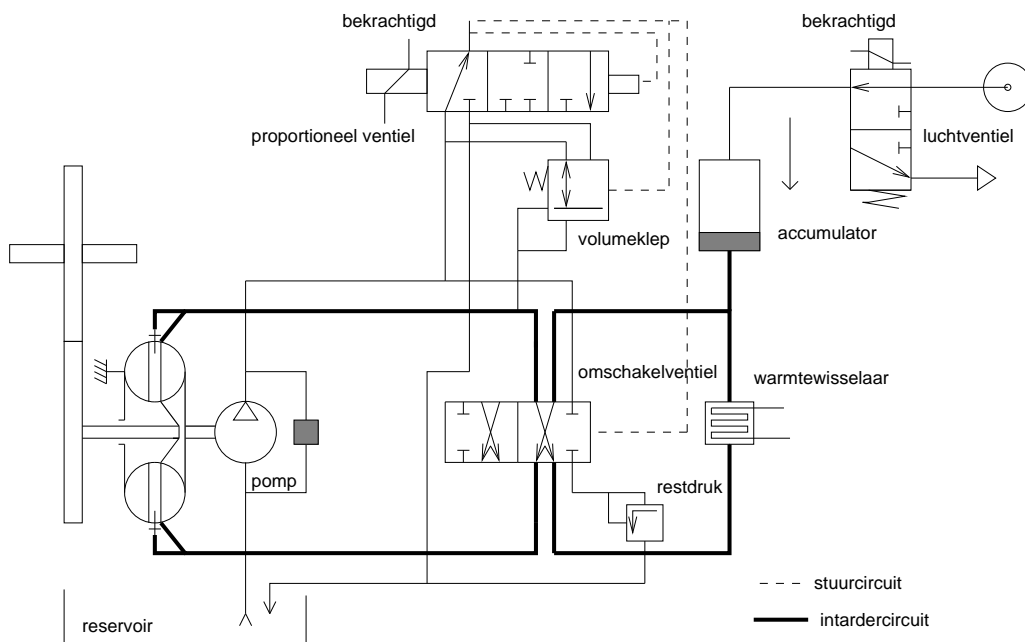 bekrachtigd
bekrachtigd
proportioneel ventiel
luchtventiel
volumeklep
accumulator
omschakelventiel
warmtewisselaar
pomp
restdruk
stuurcircuit
reservoir
intardercircuit